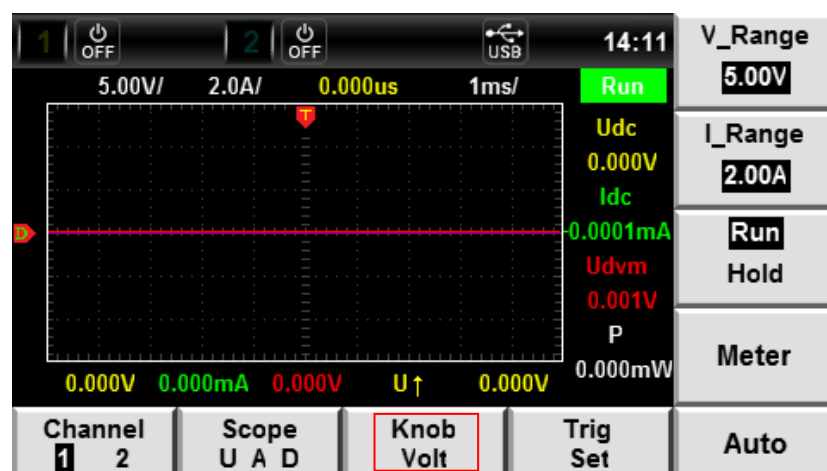 1 OFF 2 OFF USB 14:11
5.00V/ 2.0A/ 0.000us 1ms/ Run
T
Udc
0.000V
Idc
D
-0.0001mA
Udvm
0.001V
P
0.000mW
0.000V 0.000mA 0.000V U↑ 0.000V
V_Range
5.00V
I_Range
2.00A
Run
Hold
Meter
Auto
Channel
1 2
Scope
U A D
Knob
Volt
Trig
Set